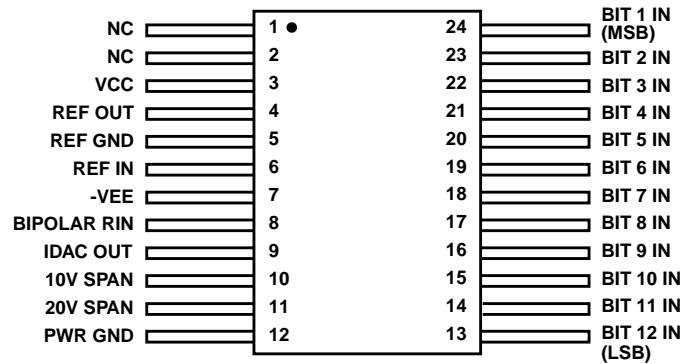 BIT 1 IN
(MSB)
NC 1 24
NC 2 23 BIT 2 IN
VCC 3 22 BIT 3 IN
REF OUT 4 21 BIT 4 IN
REF GND 5 20 BIT 5 IN
REF IN 6 19 BIT 6 IN
-VEE 7 18 BIT 7 IN
BIPOLAR RIN 8 17 BIT 8 IN
IDAC OUT 9 16 BIT 9 IN
10V SPAN 10 15 BIT 10 IN
20V SPAN 11 14 BIT 11 IN
PWR GND 12 13 BIT 12 IN
(LSB)